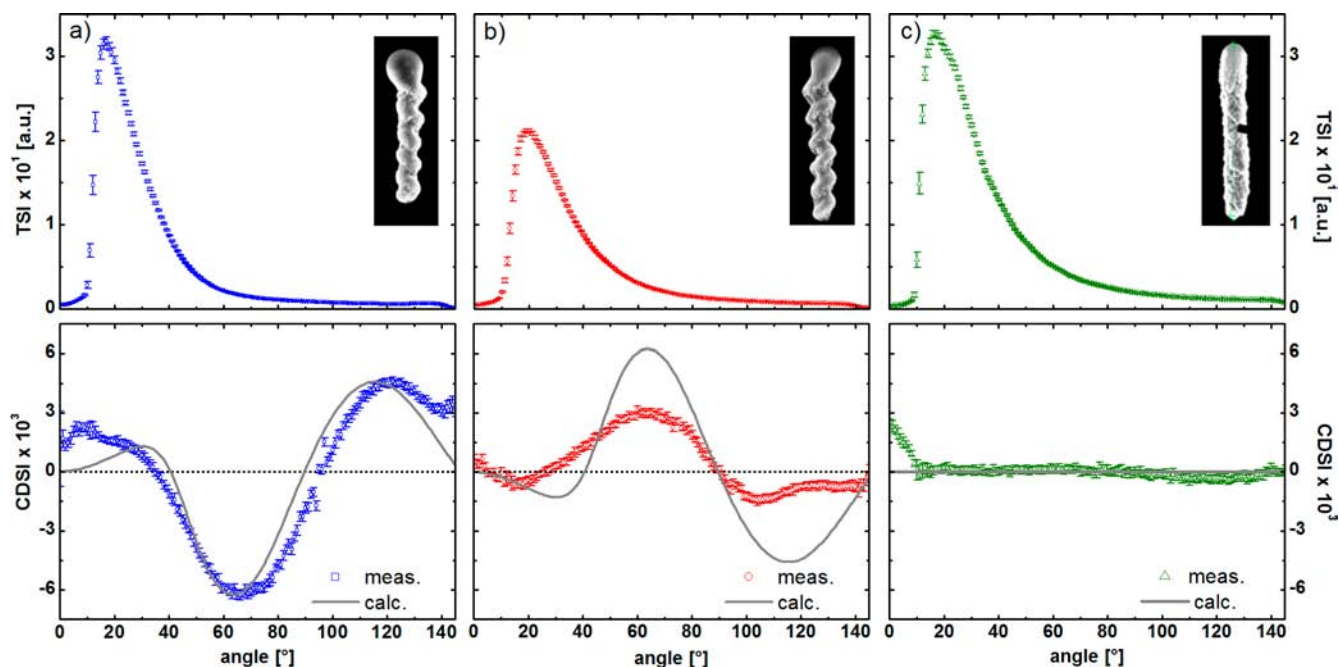 a)
b)
c)
TSI x 10¹ [a.u.]
3
2
1
0
3
2
1
0
TSI x 10¹ [a.u.]
CDSI x 10³
6
3
0
-3
-6
meas.
calc.
meas.
calc.
meas.
calc.
6
3
0
-3
-6
CDSI x 10³
0 20 40 60 80 100 120 140
0 20 40 60 80 100 120 140
0 20 40 60 80 100 120 140
angle [°]
angle [°]
angle [°]